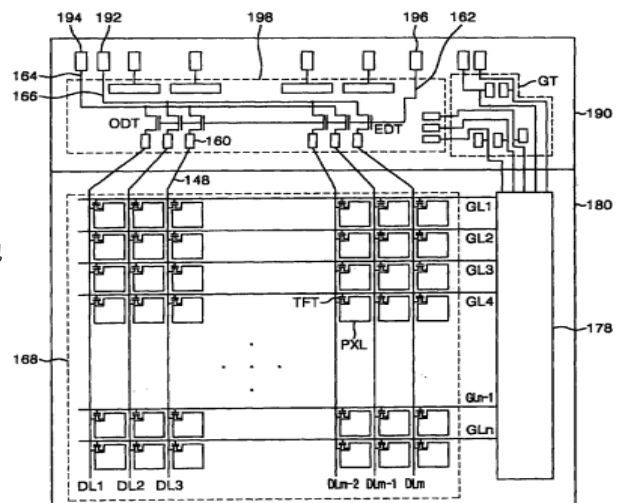 194 192 198 196 162
164
166
GT
190
ODT
EDT
160
148
180
GL1
GL2
GL3
GL4
TFT
PXL
178
168
GLn-1
GLn
DL1 DL2 DL3 DLm-2 DLm-1 DLm